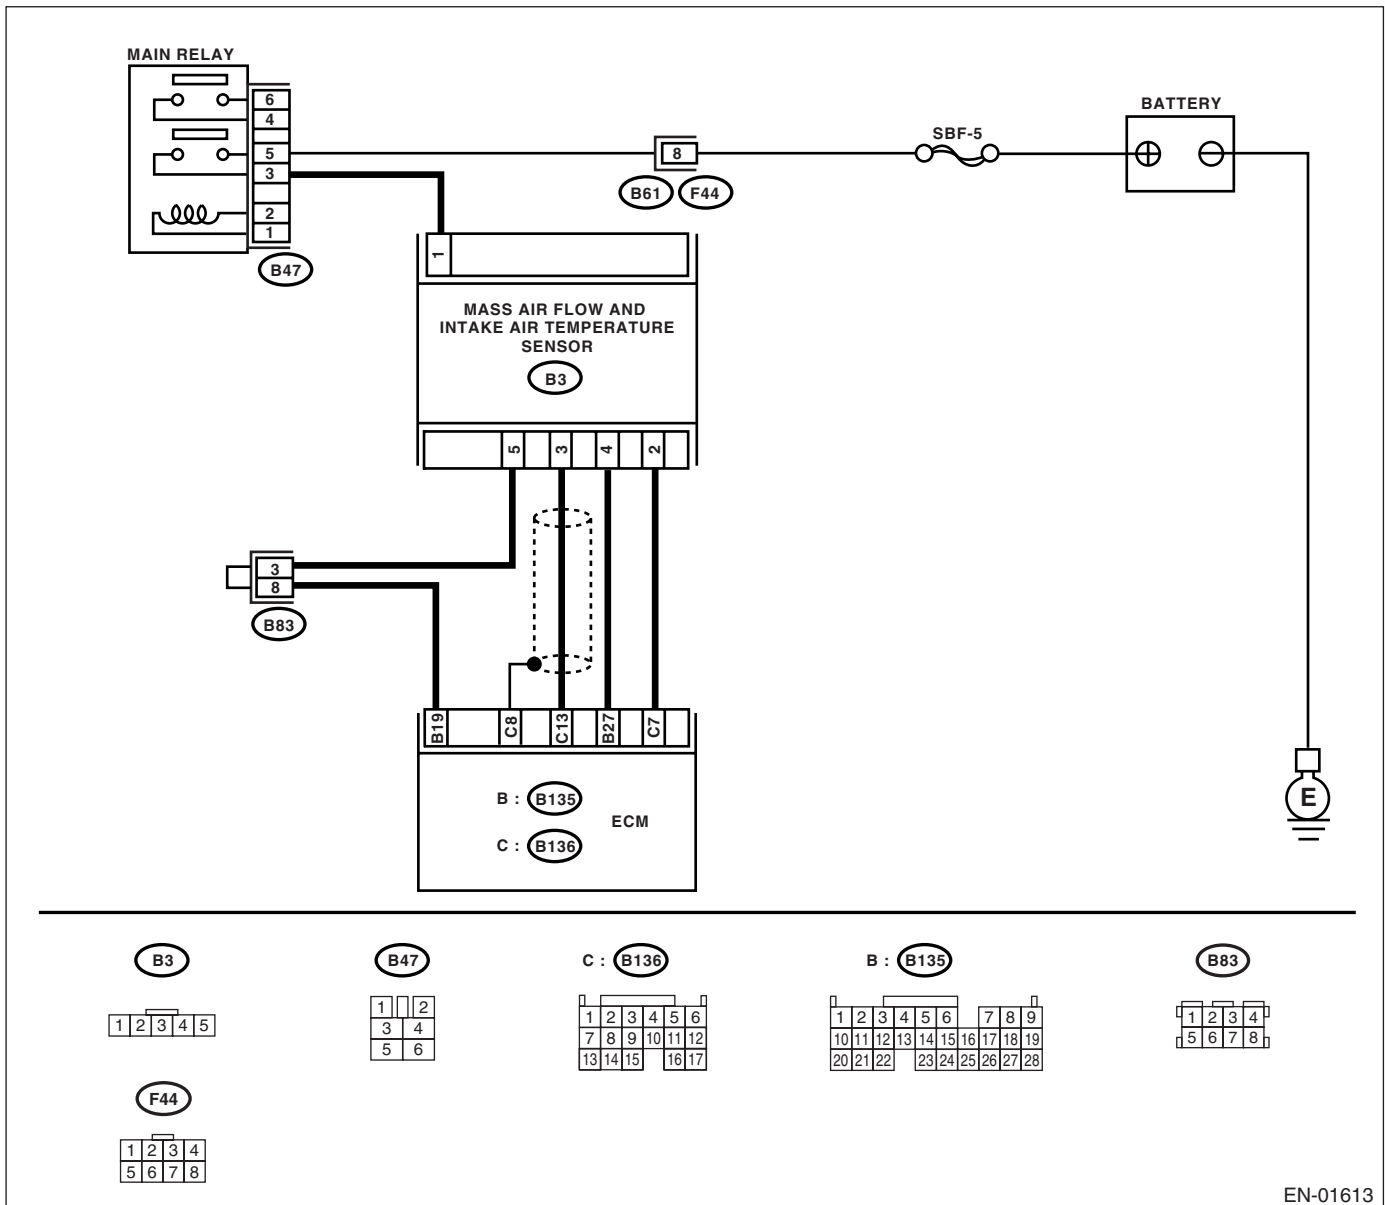 MAIN RELAY
6
4
5
3
2
1
B47
8
B61 F44
SBF-5
BATTERY
1
MASS AIR FLOW AND
INTAKE AIR TEMPERATURE
SENSOR
B3
5 3 4 2
3
8
B83
B19 C8 C13 B27 C7
B : B135
ECM
C : B136
E
B3
1 2 3 4 5
B47
1 2
3 4
5 6
C : B136
1 2 3 4 5 6
7 8 9 10 11 12
13 14 15 16 17
B : B135
1 2 3 4 5 6 7 8 9
10 11 12 13 14 15 16 17 18 19
20 21 22 23 24 25 26 27 28
B83
1 2 3 4
5 6 7 8
F44
1 2 3 4
5 6 7 8
EN-01613